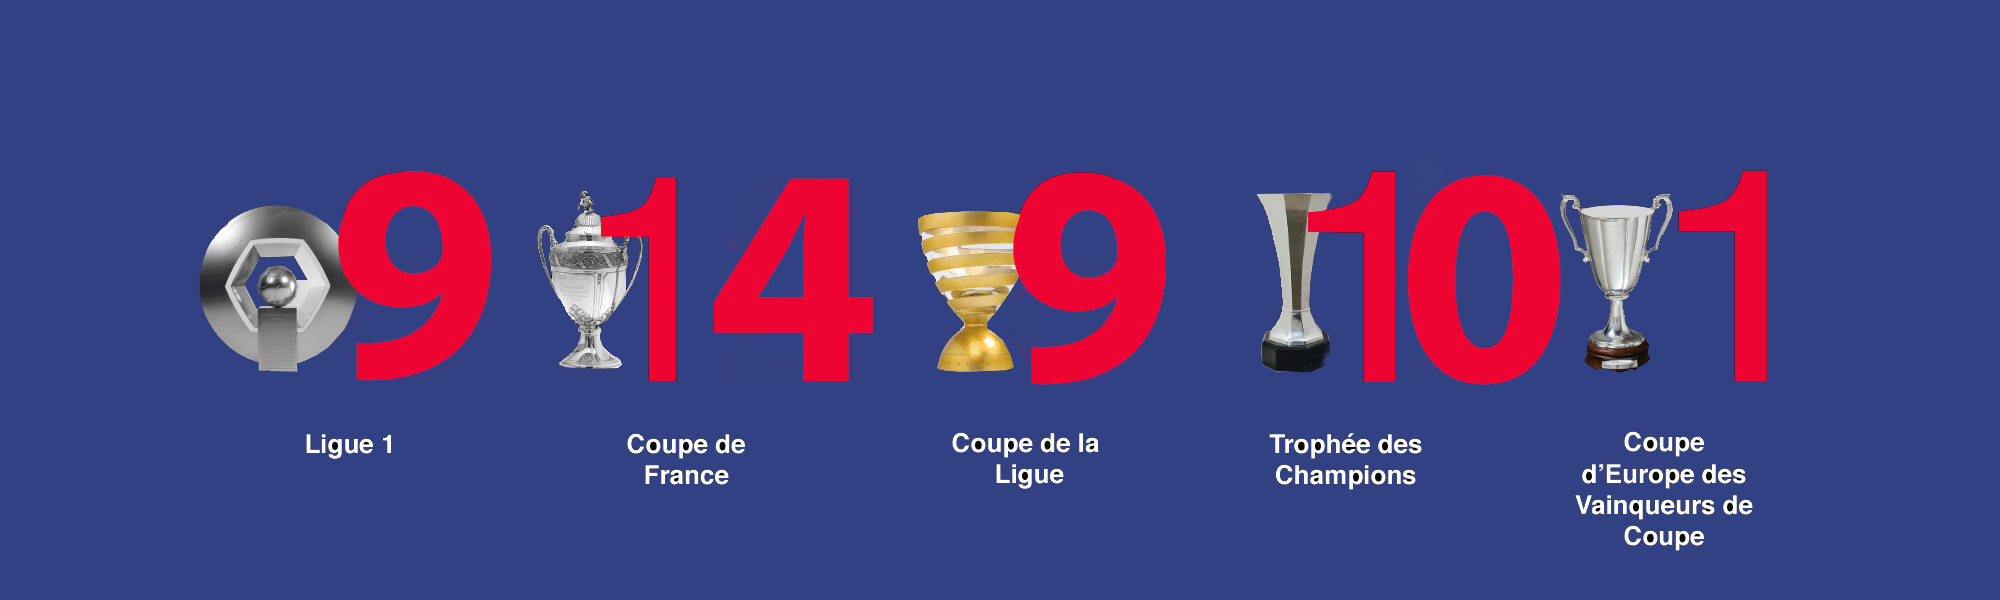 9
14
9
10
1
Ligue 1
Coupe de
France
Coupe de la
Ligue
Trophée des
Champions
Coupe
d’Europe des
Vainqueurs de
Coupe